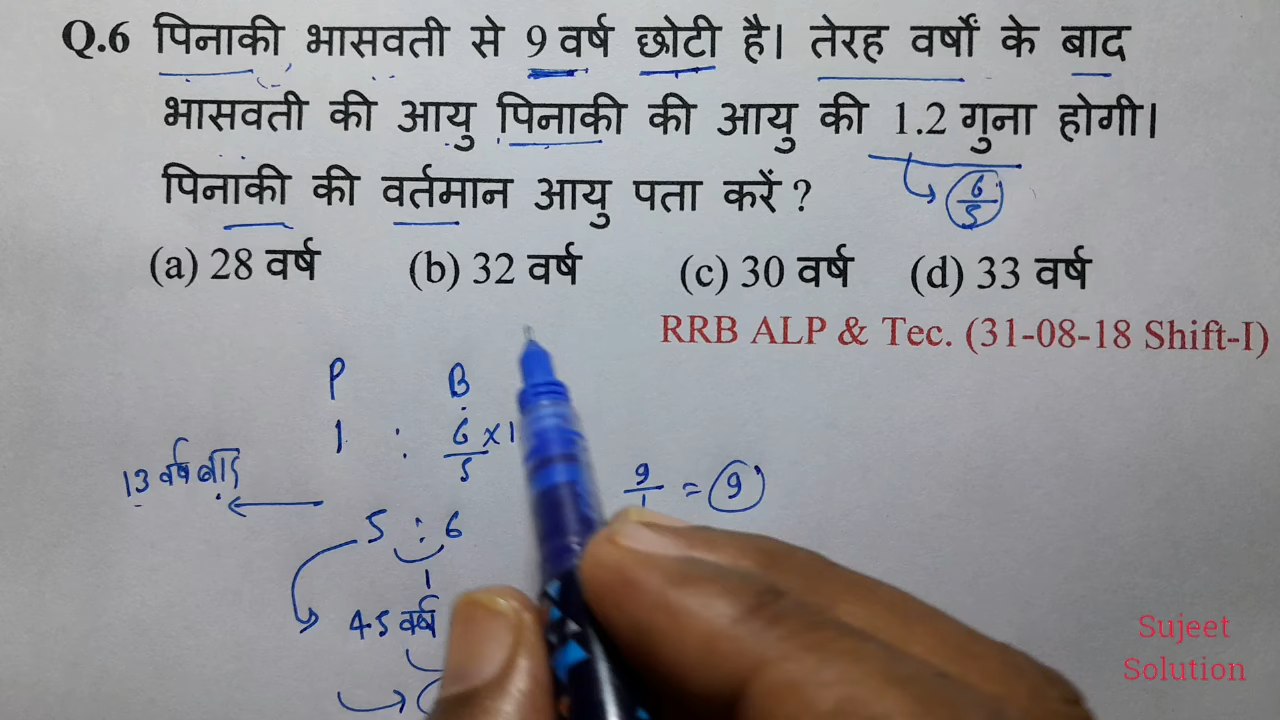 Q.6 पिनाकी भासवती से 9 वर्ष छोटी है। तेरह वर्षों के बाद
भासवती की आयु पिनाकी की आयु की 1.2 गुना होगी।
6/5
पिनाकी की वर्तमान आयु पता करें ?
(a) 28 वर्ष (b) 32 वर्ष (c) 30 वर्ष (d) 33 वर्ष
RRB ALP & Tec. (31-08-18 Shift-I)
P B
1 : 6/5 × 1
13 वर्ष बाद
9/1 = 9
5 : 6
1
45 वर्ष
Sujeet
Solution